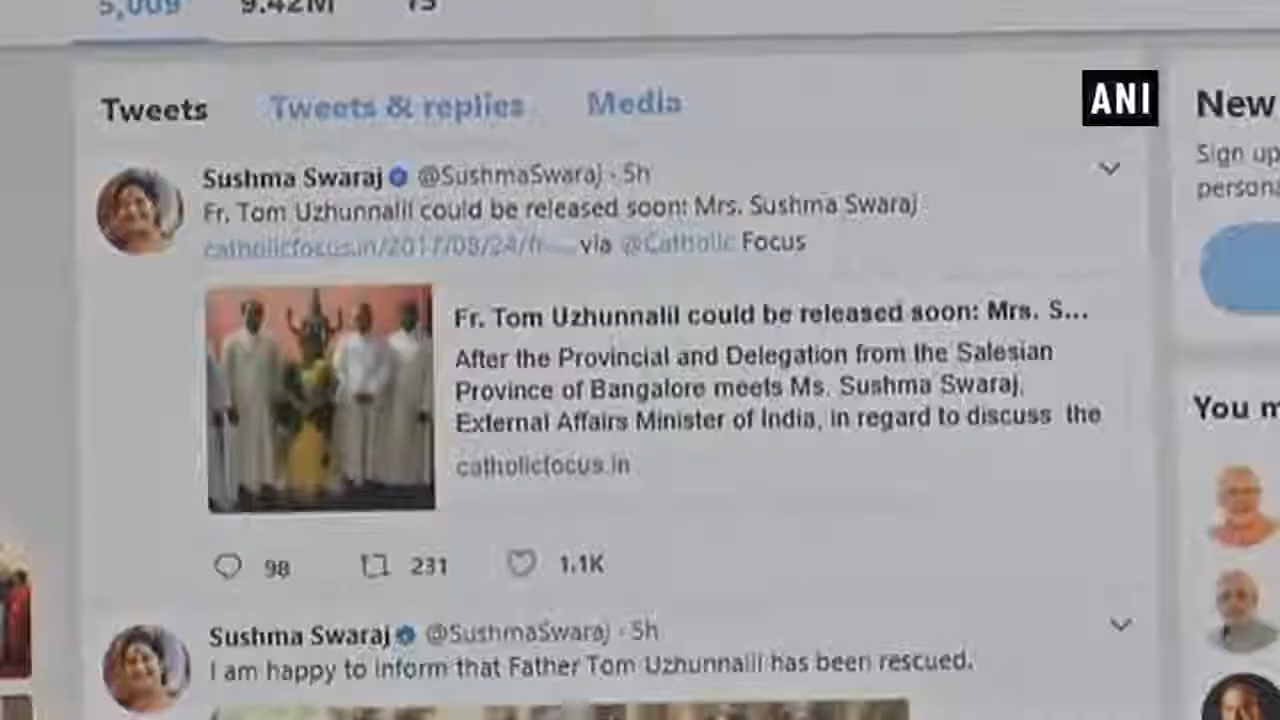 5,009 9.42M 15
Tweets Tweets & replies Media
ANI
New
Sign up
persona
Sushma Swaraj @SushmaSwaraj · 5h
Fr. Tom Uzhunnalil could be released soon: Mrs. Sushma Swaraj
catholicfocus.in/2017/08/24/fr-... via @Catholic Focus
Fr. Tom Uzhunnalil could be released soon: Mrs. S...
After the Provincial and Delegation from the Salesian
Province of Bangalore meets Ms. Sushma Swaraj,
External Affairs Minister of India, in regard to discuss the
catholicfocus.in
You m
98 231 1.1K
Sushma Swaraj @SushmaSwaraj · 5h
I am happy to inform that Father Tom Uzhunnalil has been rescued.